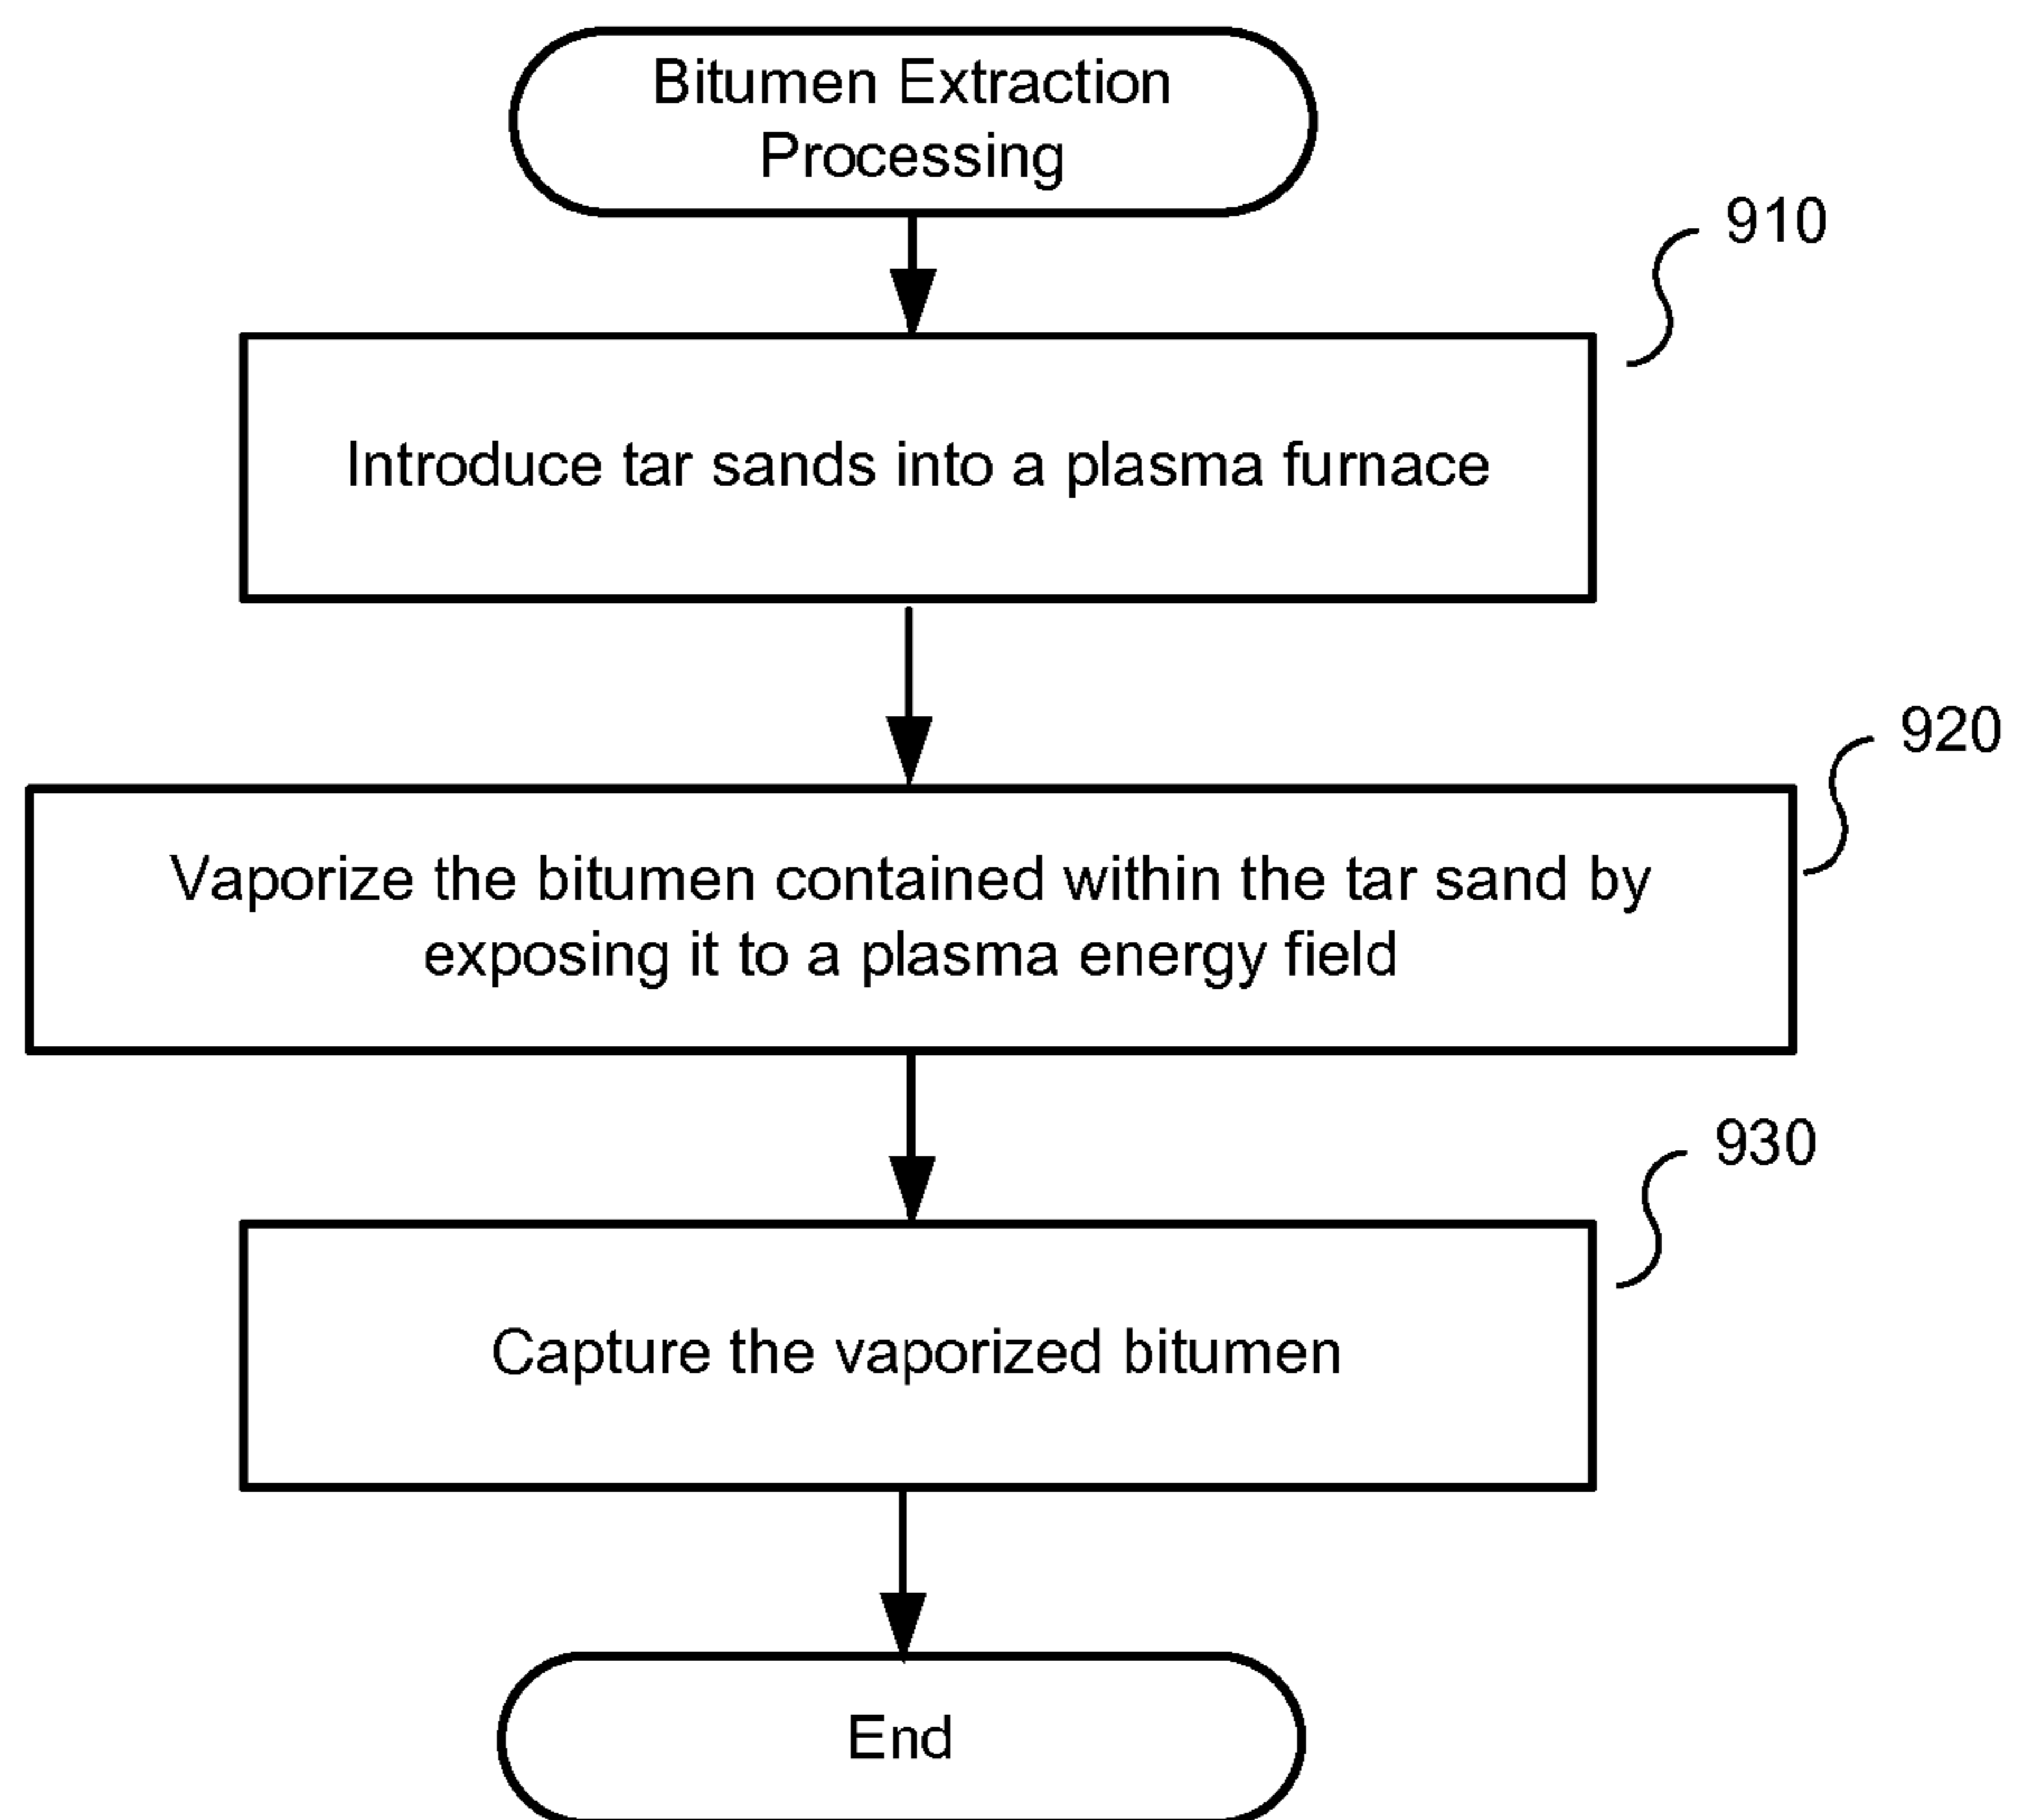 Bitumen Extraction
Processing
910
Introduce tar sands into a plasma furnace
920
Vaporize the bitumen contained within the tar sand by
exposing it to a plasma energy field
930
Capture the vaporized bitumen
End